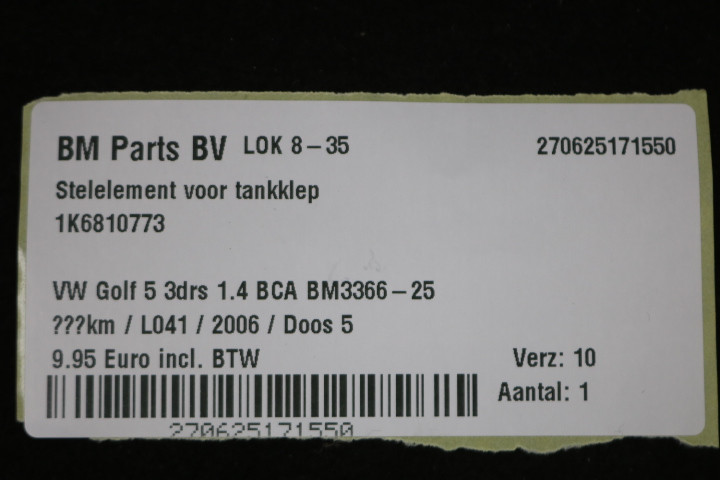 BM Parts BV LOK 8-35 270625171550
Stelelement voor tankklep
1K6810773
VW Golf 5 3drs 1.4 BCA BM3366-25
???km / L041 / 2006 / Doos 5
9.95 Euro incl. BTW Verz: 10
Aantal: 1
270625171550